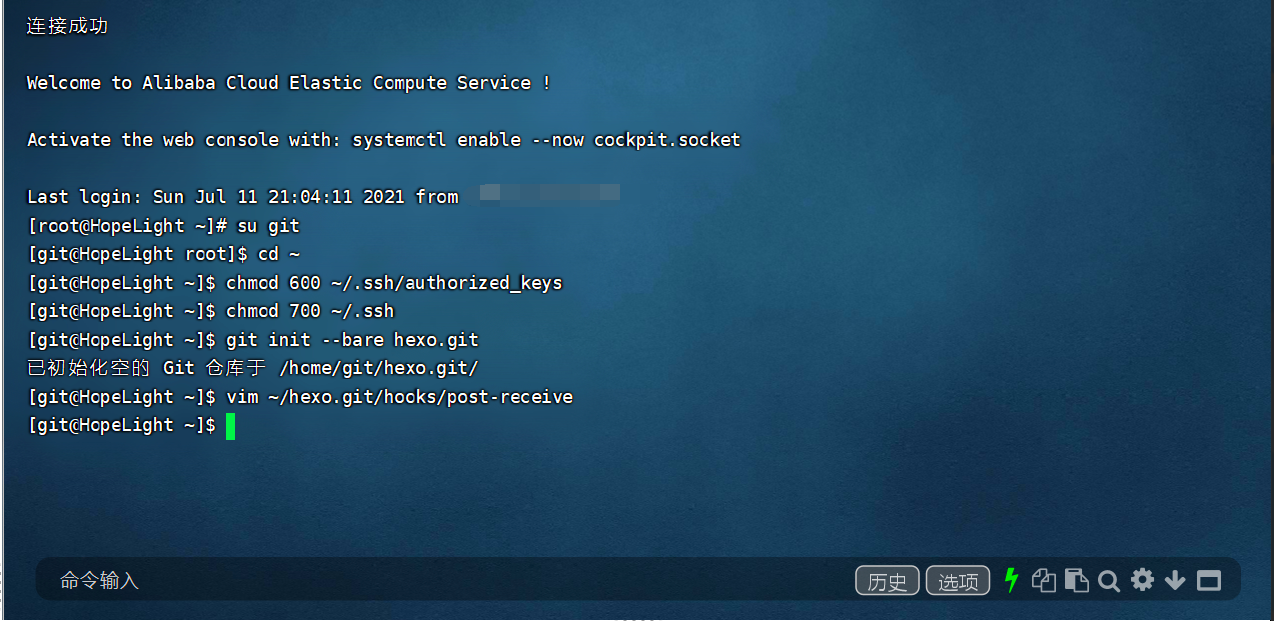 连接成功
Welcome to Alibaba Cloud Elastic Compute Service !
Activate the web console with: systemctl enable --now cockpit.socket
Last login: Sun Jul 11 21:04:11 2021 from
[root@HopeLight ~]# su git
[git@HopeLight root]$ cd ~
[git@HopeLight ~]$ chmod 600 ~/.ssh/authorized_keys
[git@HopeLight ~]$ chmod 700 ~/.ssh
[git@HopeLight ~]$ git init --bare hexo.git
已初始化空的 Git 仓库于 /home/git/hexo.git/
[git@HopeLight ~]$ vim ~/hexo.git/hooks/post-receive
[git@HopeLight ~]$
命令输入 历史 选项